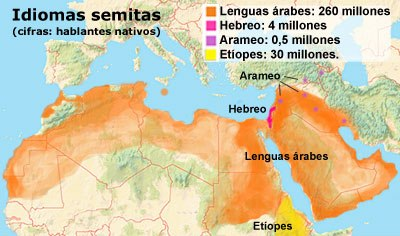 Idiomas semitas
(cifras: hablantes nativos)
Lenguas árabes: 260 millones
Hebreo: 4 millones
Arameo: 0,5 millones
Etíopes: 30 millones.
Arameo
Hebreo
Lenguas árabes
Etíopes